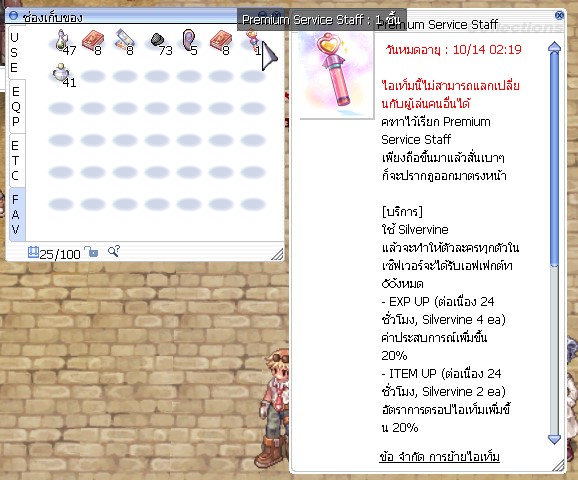 ช่องเก็บของ
Premium Service Staff : 1 ชิ้น
Premium Service Staff
USE
EQP
ETC
FAV
47
8
8
73
5
8
1
41
25/100
วันหมดอายุ : 10/14 02:19
ไอเท็มนี้ไม่สามารถแลกเปลี่ย
นกับผู้เล่นคนอื่นได้
คฑาไว้เรียก Premium
Service Staff
เพียงถือขึ้นมาแล้วสั่นเบาๆ
ก็จะปรากฏออกมาตรงหน้า
[บริการ]
ใช้ Silvervine
แล้วจะทำให้ตัวละครทุกตัวใน
เซิฟเวอร์จะได้รับเอฟเฟกต์ท
- EXP UP (ต่อเนื่อง 24
ชั่วโมง, Silvervine 4 ea)
ค่าประสบการณ์เพิ่มขึ้น
20%
- ITEM UP (ต่อเนื่อง 24
ชั่วโมง, Silvervine 2 ea)
อัตราการดรอปไอเท็มเพิ่มขึ้
น 20%
ข้อ จำกัด การย้ายไอเท็ม